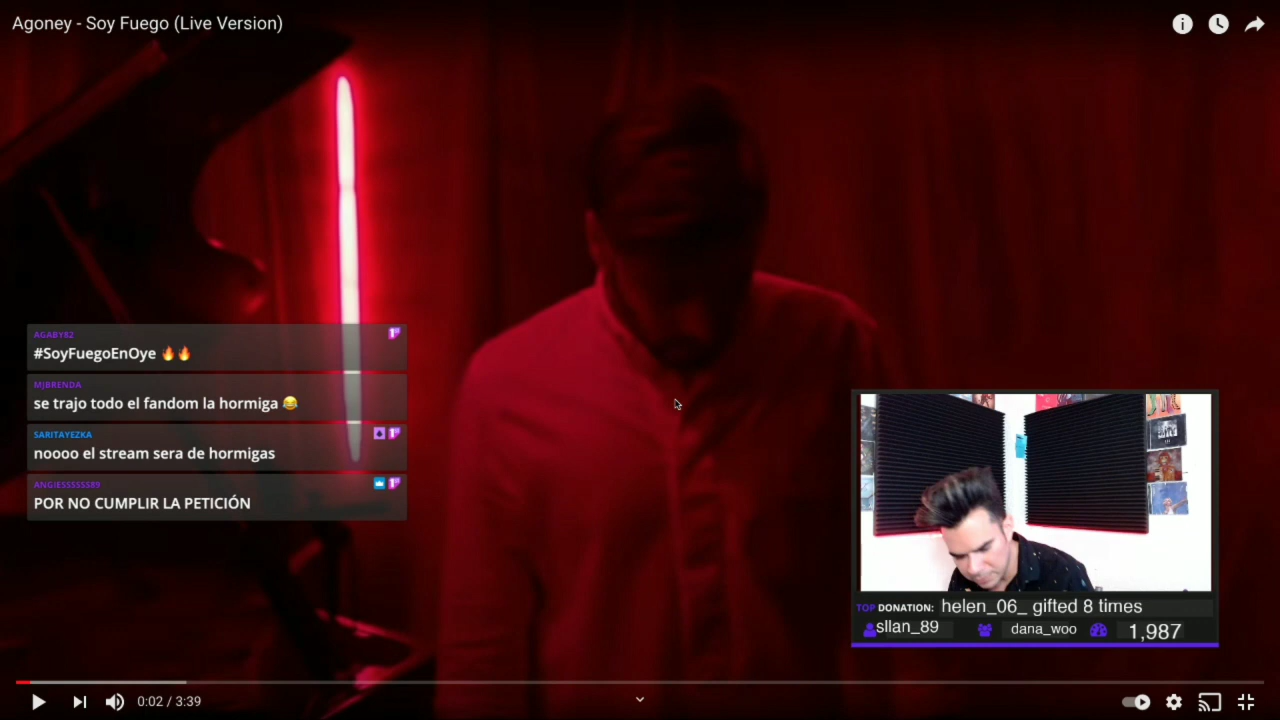 Agoney - Soy Fuego (Live Version)
AGABY82
#SoyFuegoEnOye 🔥🔥
MJBRENDA
se trajo todo el fandom la hormiga 😂
SARITAYEZKA
noooo el stream sera de hormigas
ANGIESSSSSS89
POR NO CUMPLIR LA PETICIÓN
TOP DONATION: helen_06_ gifted 8 times
sllan_89 dana_woo 1,987
0:02 / 3:39